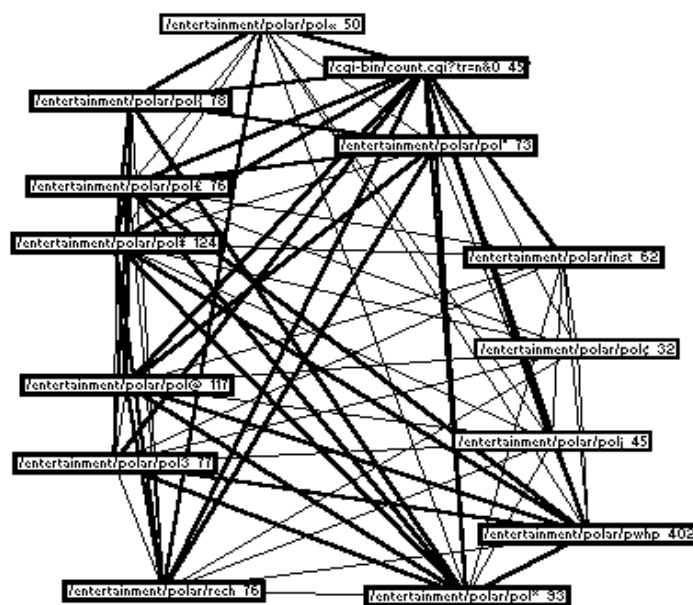 /entertainment/polar/pol« 50
/cgi-bin/count.cgi?tr=n&0 45
/entertainment/polar/pol¦ 78
/entertainment/polar/pol" 73
/entertainment/polar/pol£ 76
/entertainment/polar/pol¥ 124
/entertainment/polar/inst 62
/entertainment/polar/pol¢ 32
/entertainment/polar/pol@ 117
/entertainment/polar/pol¡ 45
/entertainment/polar/pol3 77
/entertainment/polar/pwhp 402
/entertainment/polar/rech 76
/entertainment/polar/pol* 93